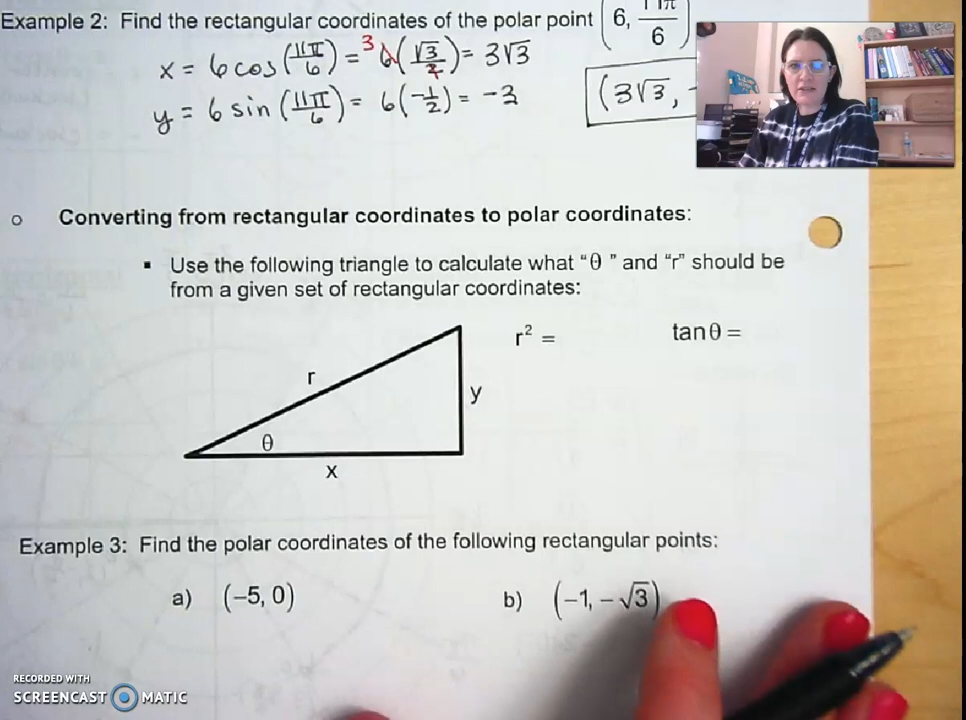 Example 2: Find the rectangular coordinates of the polar point (6, 11π/6)
x = 6 cos (11π/6) = 3 6(√3/2) = 3√3
y = 6 sin (11π/6) = 6(-1/2) = -3
(3√3, -
o Converting from rectangular coordinates to polar coordinates:
▪ Use the following triangle to calculate what “θ ” and “r” should be
from a given set of rectangular coordinates:
r² = tanθ =
r
y
θ
x
Example 3: Find the polar coordinates of the following rectangular points:
a) (−5, 0) b) (−1, −√3)
RECORDED WITH
SCREENCAST MATIC